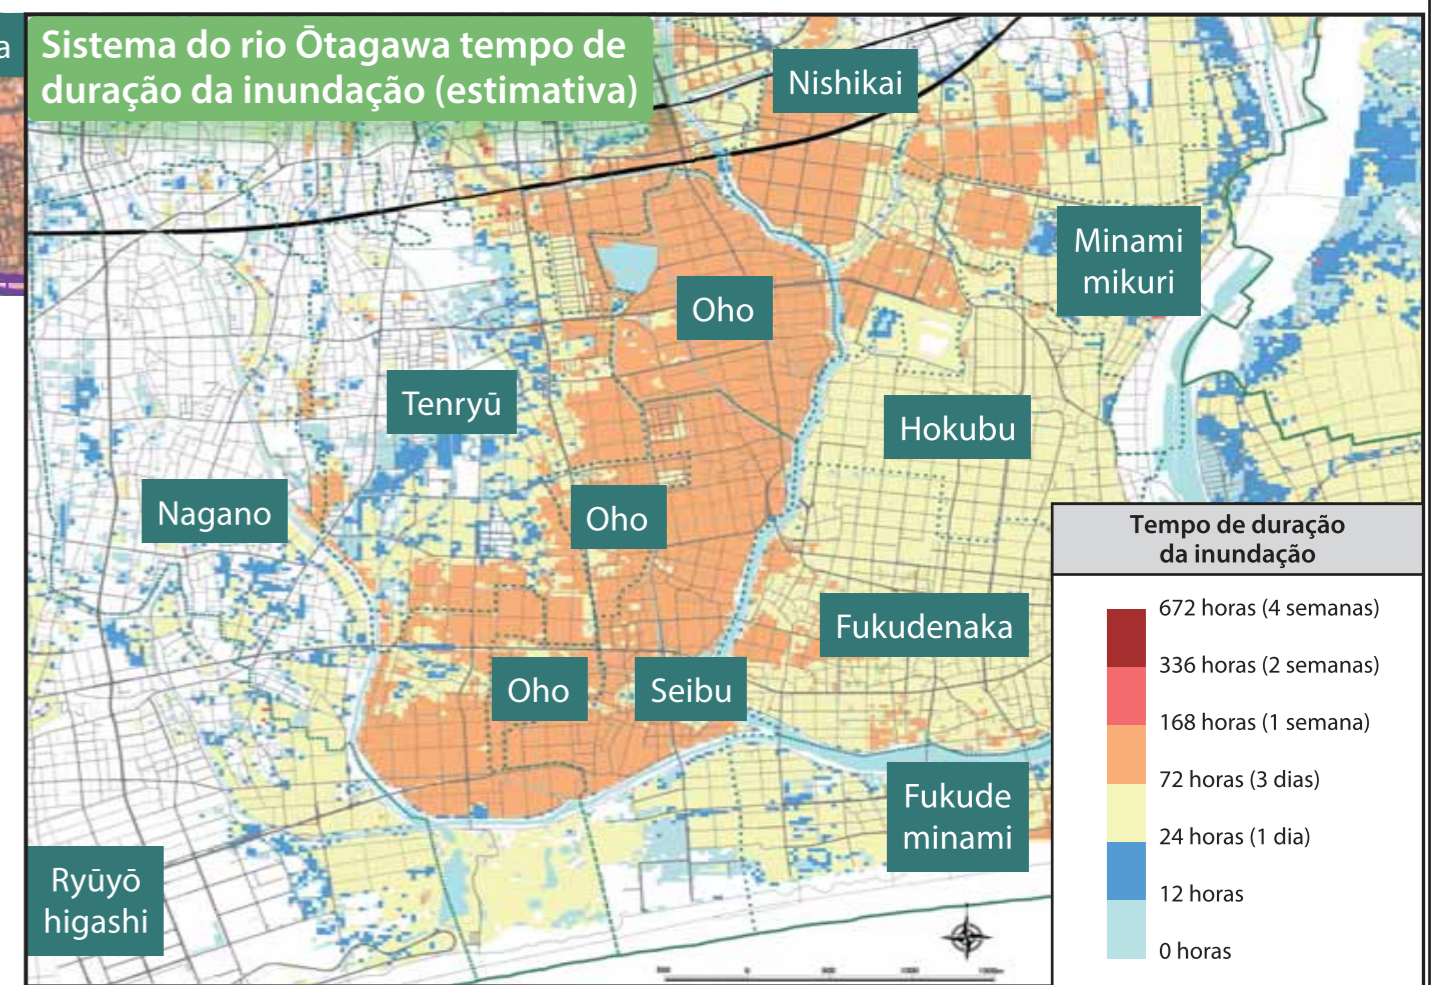 a
Sistema do rio Ōtagawa tempo de
duração da inundação (estimativa)
Nishikai
Minami
mikuri
Oho
Tenryū
Hokubu
Nagano
Oho
Fukudenaka
Oho
Seibu
Fukude
minami
Ryūyō
higashi
Tempo de duração
da inundação
672 horas (4 semanas)
336 horas (2 semanas)
168 horas (1 semana)
72 horas (3 dias)
24 horas (1 dia)
12 horas
0 horas